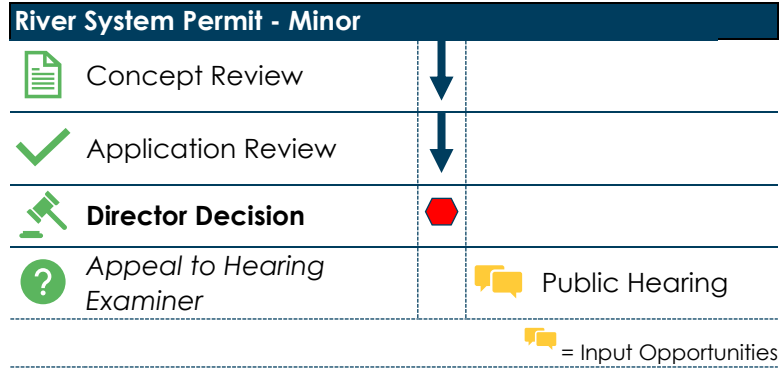 River System Permit - Minor
Concept Review
Application Review
Director Decision
Appeal to Hearing
Examiner
Public Hearing
= Input Opportunities